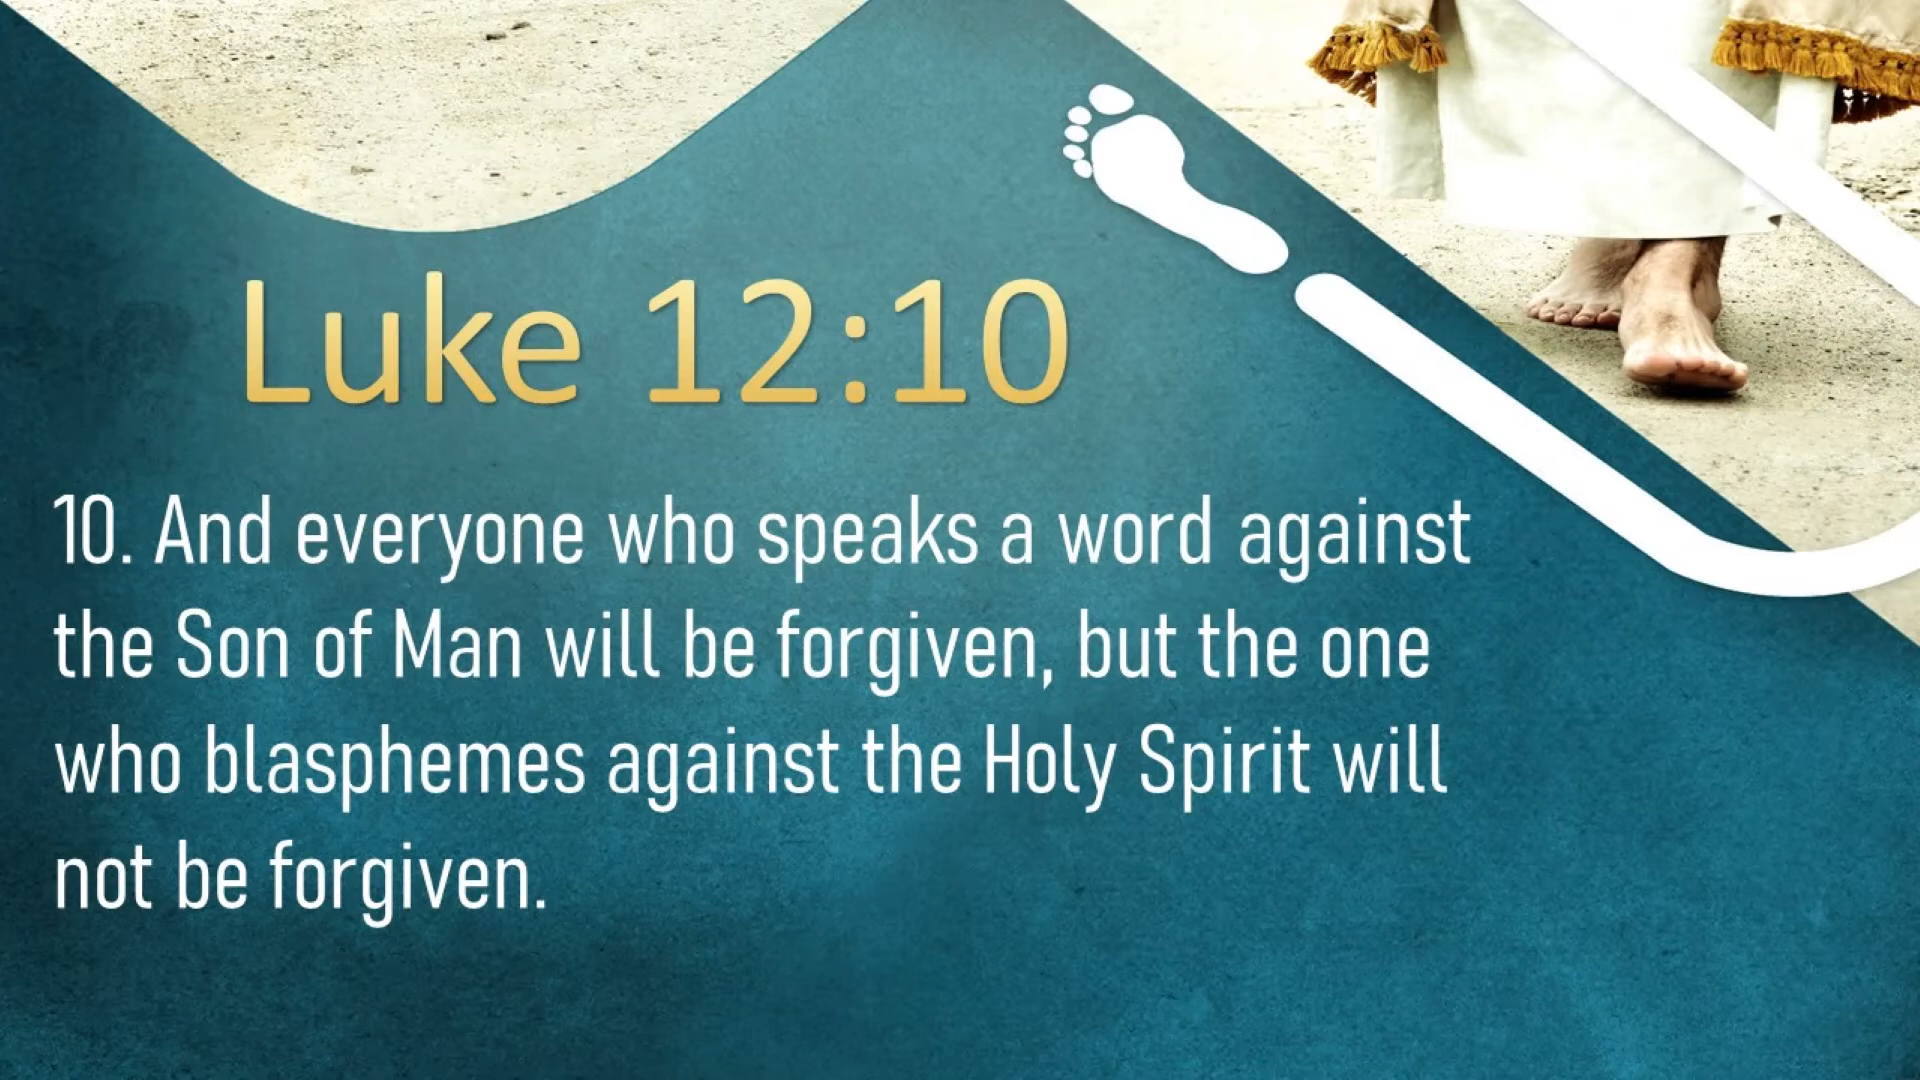 Luke 12:10
10. And everyone who speaks a word against
the Son of Man will be forgiven, but the one
who blasphemes against the Holy Spirit will
not be forgiven.